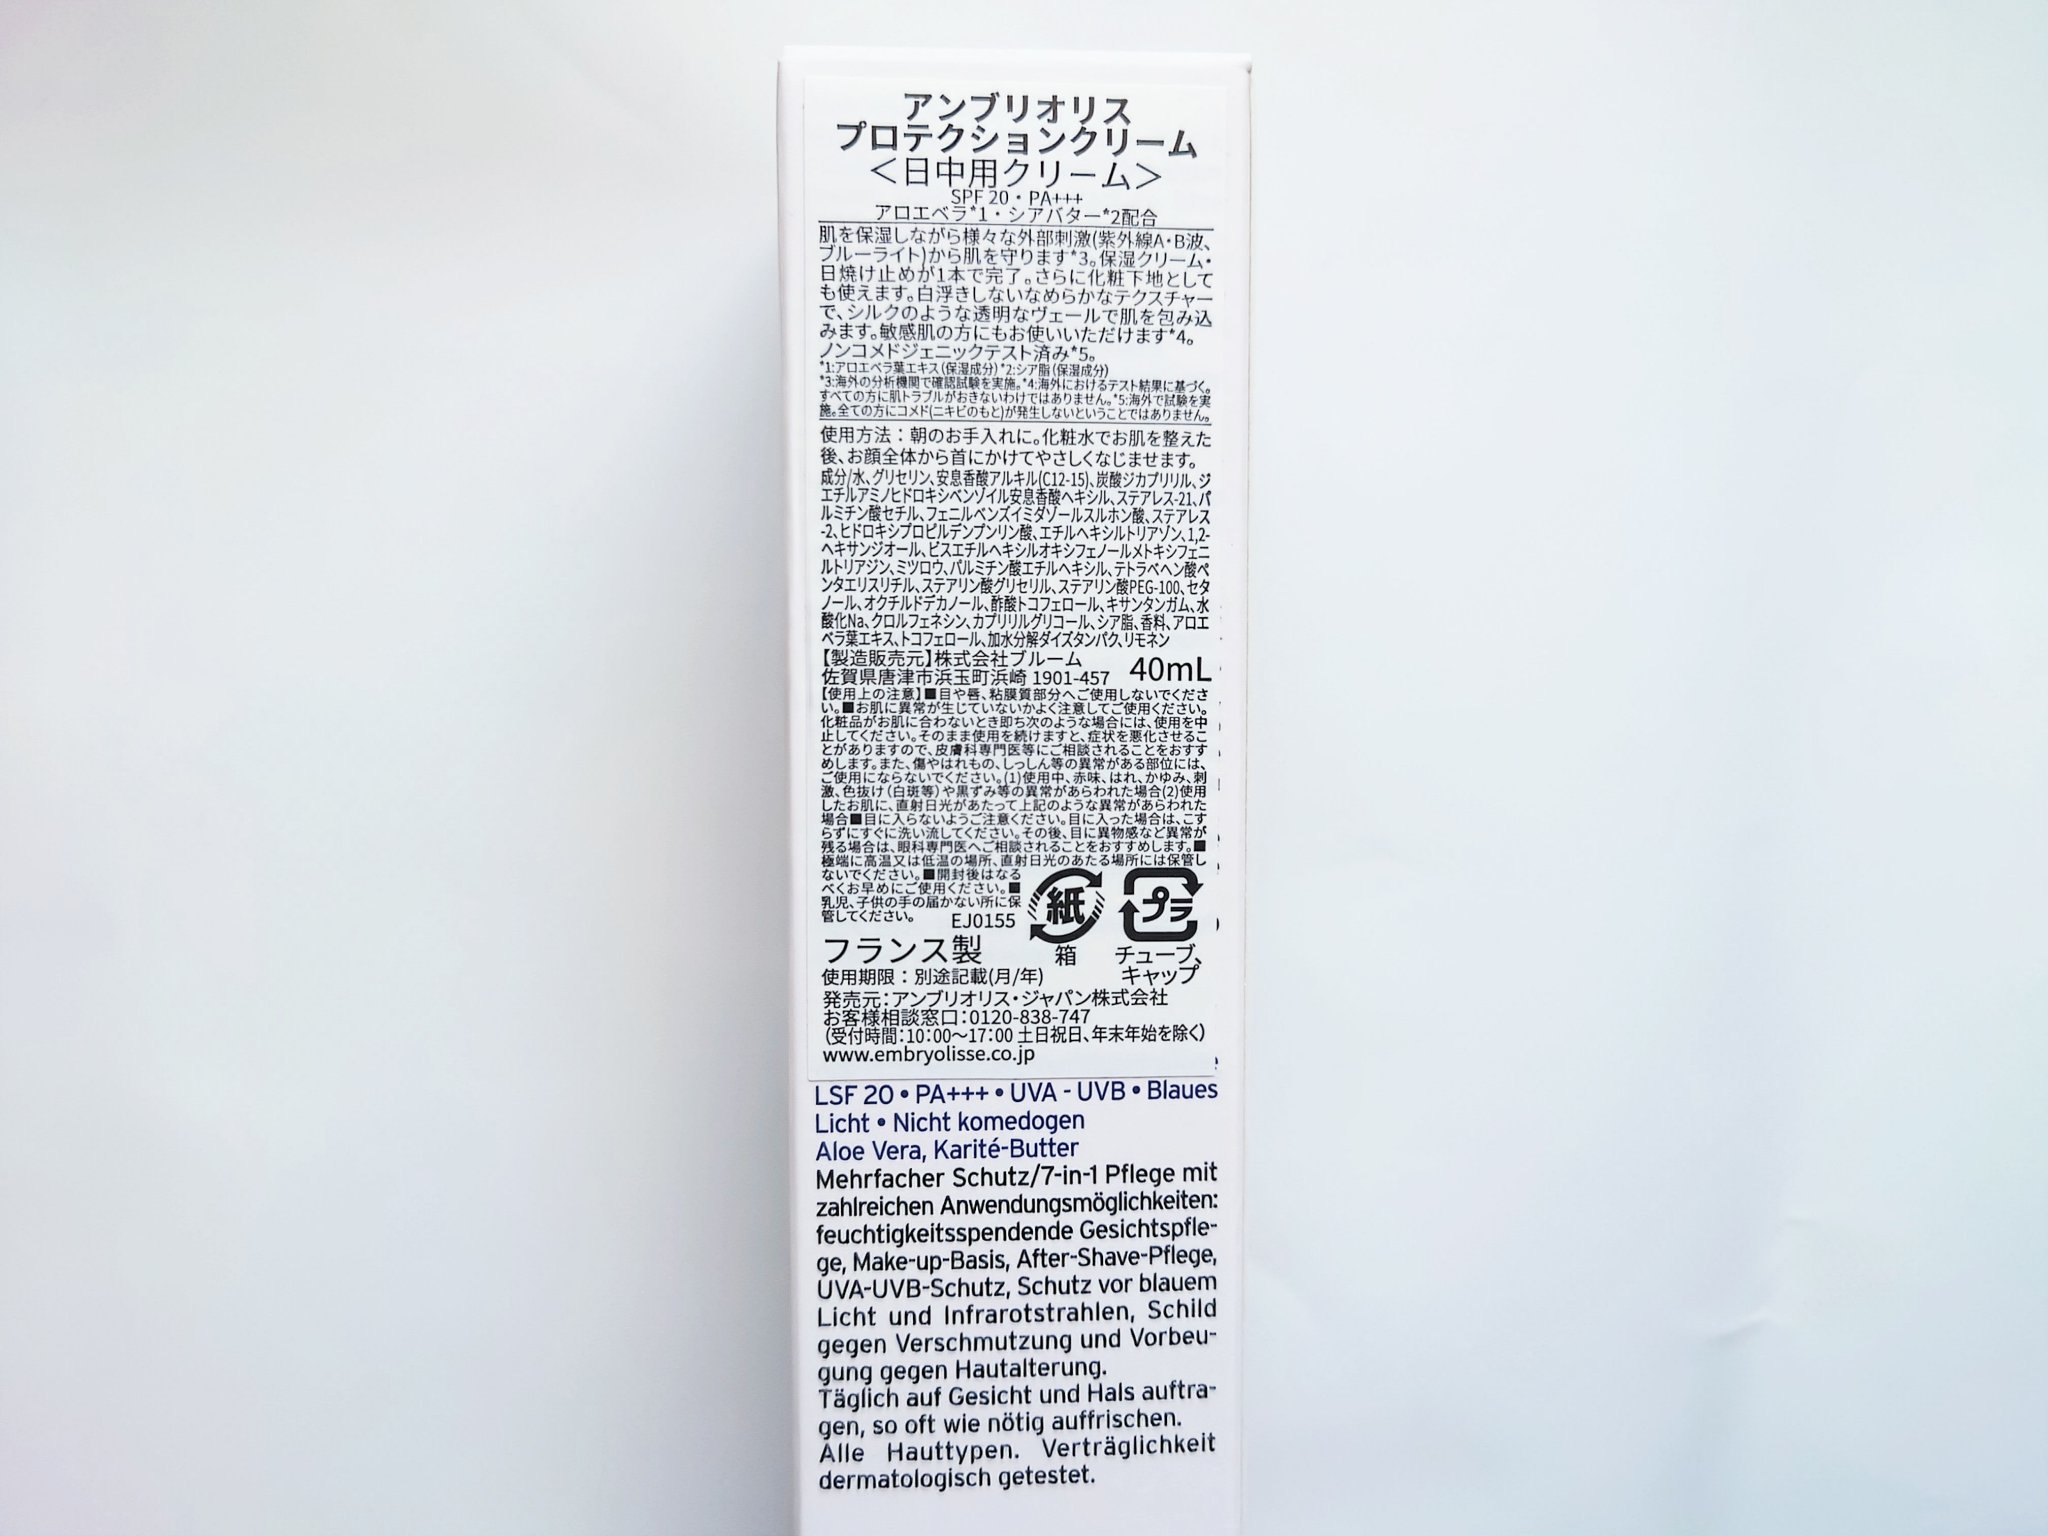 アンブリオリス
プロテクションクリーム
＜日中用クリーム＞
SPF 20・PA+++
アロエベラ*1・シアバター*2配合
肌を保湿しながら様々な外部刺激(紫外線A・B波、
ブルーライト)から肌を守ります*3。保湿クリーム・
日焼け止めが1本で完了。さらに化粧下地として
も使えます。白浮きしないなめらかなテクスチャー
で、シルクのような透明なヴェールで肌を包み込
みます。敏感肌の方にもお使いいただけます*4。
ノンコメドジェニックテスト済み*5。
*1:アロエベラ葉エキス(保湿成分)*2:シア脂(保湿成分)
*3:海外の分析機関で確認試験を実施。*4:海外におけるテスト結果に基づく。
すべての方に肌トラブルがおきないわけではありません。*5:海外で試験を実
施。全ての方にコメド(ニキビのもと)が発生しないということではありません。
使用方法：朝のお手入れに。化粧水でお肌を整えた
後、お顔全体から首にかけてやさしくなじませます。
成分/水、グリセリン、安息香酸アルキル(C12-15)、炭酸ジカプリリル、ジ
エチルアミノヒドロキシベンゾイル安息香酸ヘキシル、ステアレス-21、パ
ルミチン酸セチル、フェニルベンズイミダゾールスルホン酸、ステアレス
-2、ヒドロキシプロピルデンプンリン酸、エチルヘキシルトリアゾン、1,2-
ヘキサンジオール、ビスエチルヘキシルオキシフェノールメトキシフェニ
ルトリアジン、ミツロウ、パルミチン酸エチルヘキシル、テトラベヘン酸ペ
ンタエリスリチル、ステアリン酸グリセリル、ステアリン酸PEG-100、セタ
ノール、オクチルドデカノール、酢酸トコフェロール、キサンタンガム、水
酸化Na、クロルフェネシン、カプリリルグリコール、シア脂、香料、アロエ
ベラ葉エキス、トコフェロール、加水分解ダイズタンパク、リモネン
【製造販売元】株式会社ブルーム
佐賀県唐津市浜玉町浜崎 1901-457 40mL
【使用上の注意】■目や唇、粘膜質部分へご使用しないでくださ
い。■お肌に異常が生じていないかよく注意してご使用ください。
化粧品がお肌に合わないとき即ち次のような場合には、使用を中
止してください。そのまま使用を続けますと、症状を悪化させるこ
とがありますので、皮膚科専門医等にご相談されることをおすす
めします。また、傷やはれもの、しっしん等の異常がある部位には、
ご使用にならないでください。(1)使用中、赤味、はれ、かゆみ、刺
激、色抜け(白斑等)や黒ずみ等の異常があらわれた場合(2)使用
したお肌に、直射日光があたって上記のような異常があらわれた
場合■目に入らないようご注意ください。目に入った場合は、こす
らずにすぐに洗い流してください。その後、目に異物感など異常が
残る場合は、眼科専門医へご相談されることをおすすめします。■
極端に高温又は低温の場所、直射日光のあたる場所には保管し
ないでください。■開封後はなる
べくお早めにご使用ください。■
乳児、子供の手の届かない所に保
管してください。 EJ0155
紙 プラ
箱 チューブ、
キャップ
フランス製
使用期限：別途記載(月/年)
発売元：アンブリオリス・ジャパン株式会社
お客様相談窓口：0120-838-747
(受付時間：10：00～17：00 土日祝日、年末年始を除く)
www.embryolisse.co.jp
LSF 20 • PA+++ • UVA - UVB • Blaues
Licht • Nicht komedogen
Aloe Vera, Karité-Butter
Mehrfacher Schutz/7-in-1 Pflege mit
zahlreichen Anwendungsmöglichkeiten:
feuchtigkeitsspendende Gesichtspfle-
ge, Make-up-Basis, After-Shave-Pflege,
UVA-UVB-Schutz, Schutz vor blauem
Licht und Infrarotstrahlen, Schild
gegen Verschmutzung und Vorbeu-
gung gegen Hautalterung.
Täglich auf Gesicht und Hals auftra-
gen, so oft wie nötig auffrischen.
Alle Hauttypen. Verträglichkeit
dermatologisch getestet.